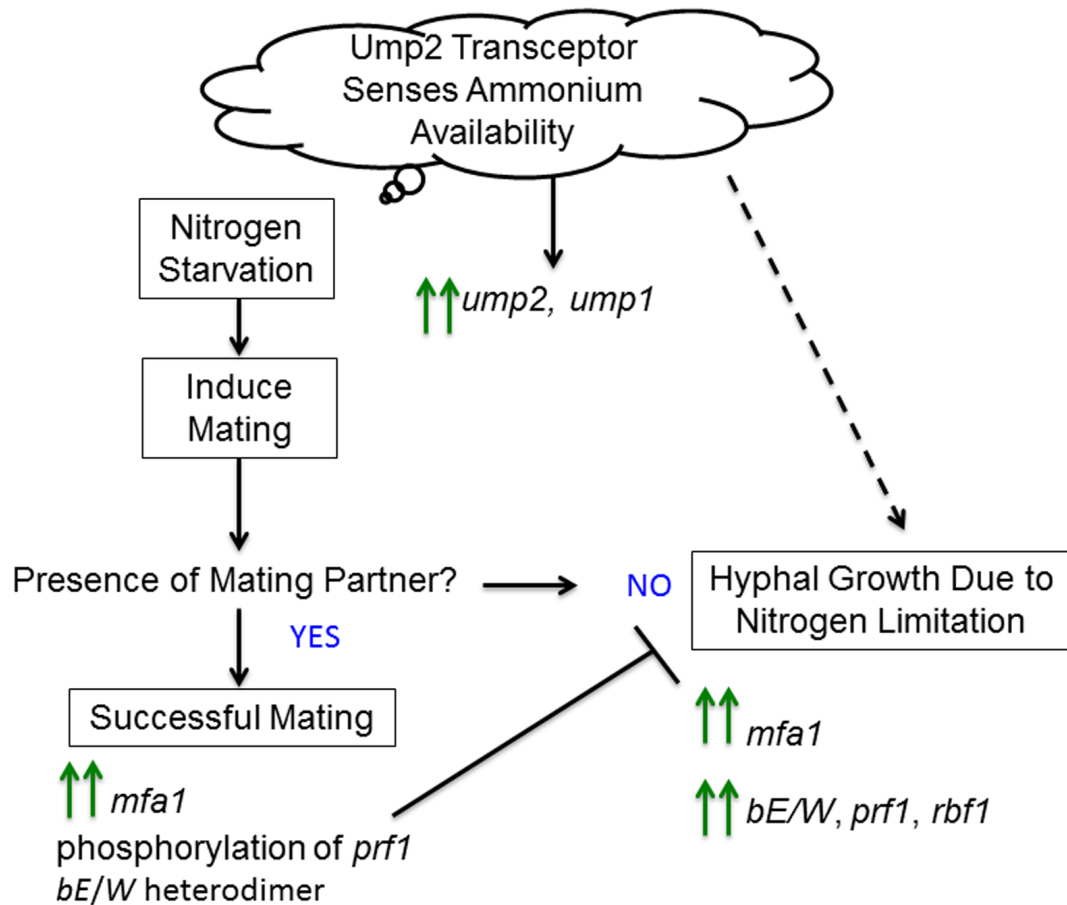 Ump2 Transceptor
Senses Ammonium
Availability
Nitrogen
Starvation
ump2, ump1
Induce
Mating
Presence of Mating Partner?
NO
Hyphal Growth Due to
Nitrogen Limitation
YES
Successful Mating
mfa1
phosphorylation of prf1
bE/W heterodimer
mfa1
bE/W, prf1, rbf1